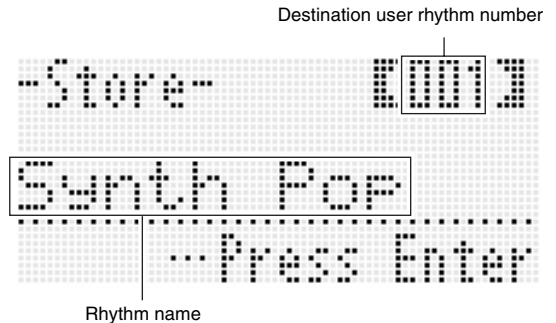 Destination user rhythm number
-Store- 【001】
Synth Pop
...Press Enter
Rhythm name